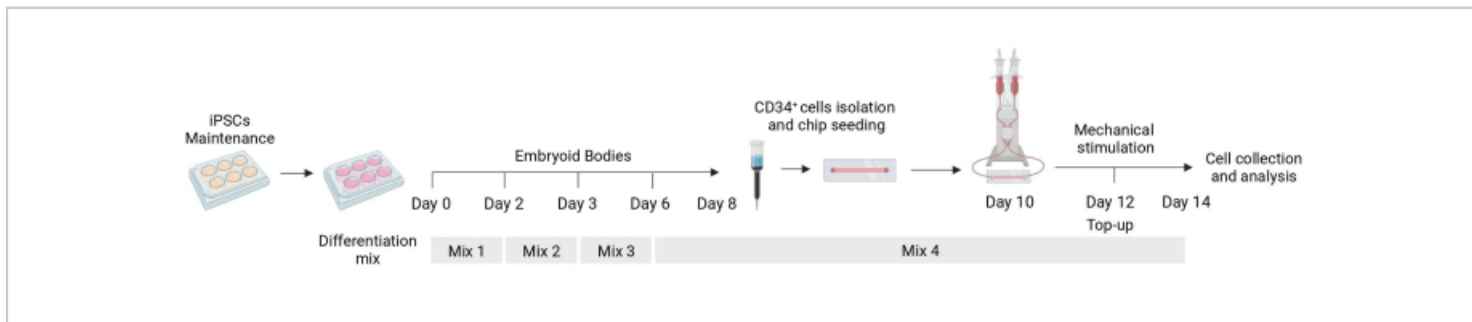 iPSCs
Maintenance
Embryoid Bodies
CD34⁺ cells isolation
and chip seeding
Mechanical
stimulation
Cell collection
and analysis
Day 0
Day 2
Day 3
Day 6
Day 8
Day 10
Day 12
Top-up
Day 14
Differentiation
mix
Mix 1
Mix 2
Mix 3
Mix 4